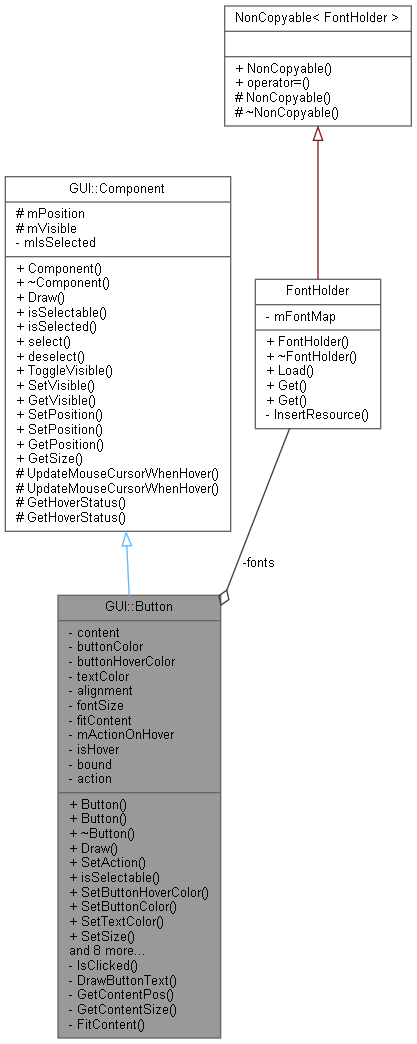 NonCopyable< FontHolder >
+ NonCopyable()
+ operator=()
# NonCopyable()
# ~NonCopyable()
GUI::Component
# mPosition
# mVisible
- mIsSelected
+ Component()
+ ~Component()
+ Draw()
+ isSelectable()
+ isSelected()
+ select()
+ deselect()
+ ToggleVisible()
+ SetVisible()
+ GetVisible()
+ SetPosition()
+ SetPosition()
+ GetPosition()
+ GetSize()
# UpdateMouseCursorWhenHover()
# UpdateMouseCursorWhenHover()
# GetHoverStatus()
# GetHoverStatus()
FontHolder
- mFontMap
+ FontHolder()
+ ~FontHolder()
+ Load()
+ Get()
+ Get()
- InsertResource()
-fonts
GUI::Button
- content
- buttonColor
- buttonHoverColor
- textColor
- alignment
- fontSize
- fitContent
- mActionOnHover
- isHover
- bound
- action
+ Button()
+ Button()
+ ~Button()
+ Draw()
+ SetAction()
+ isSelectable()
+ SetButtonHoverColor()
+ SetButtonColor()
+ SetTextColor()
+ SetSize()
and 8 more...
- IsClicked()
- DrawButtonText()
- GetContentPos()
- GetContentSize()
- FitContent()